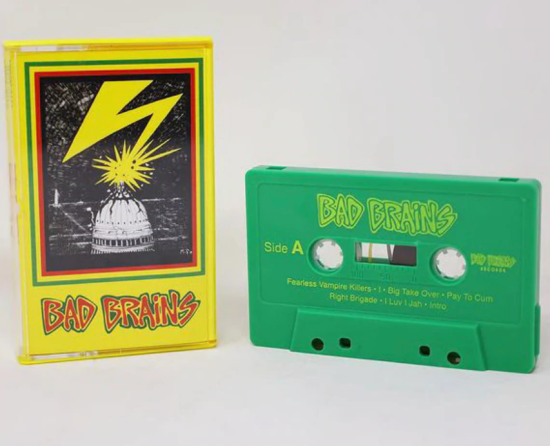 BAD BRAINS
BAD BRAINS
Side A
BAD BRAINS
RECORDS
Fearless Vampire Killers • I • Big Take Over • Pay To Cum
Right Brigade • I Luv I Jah • Intro